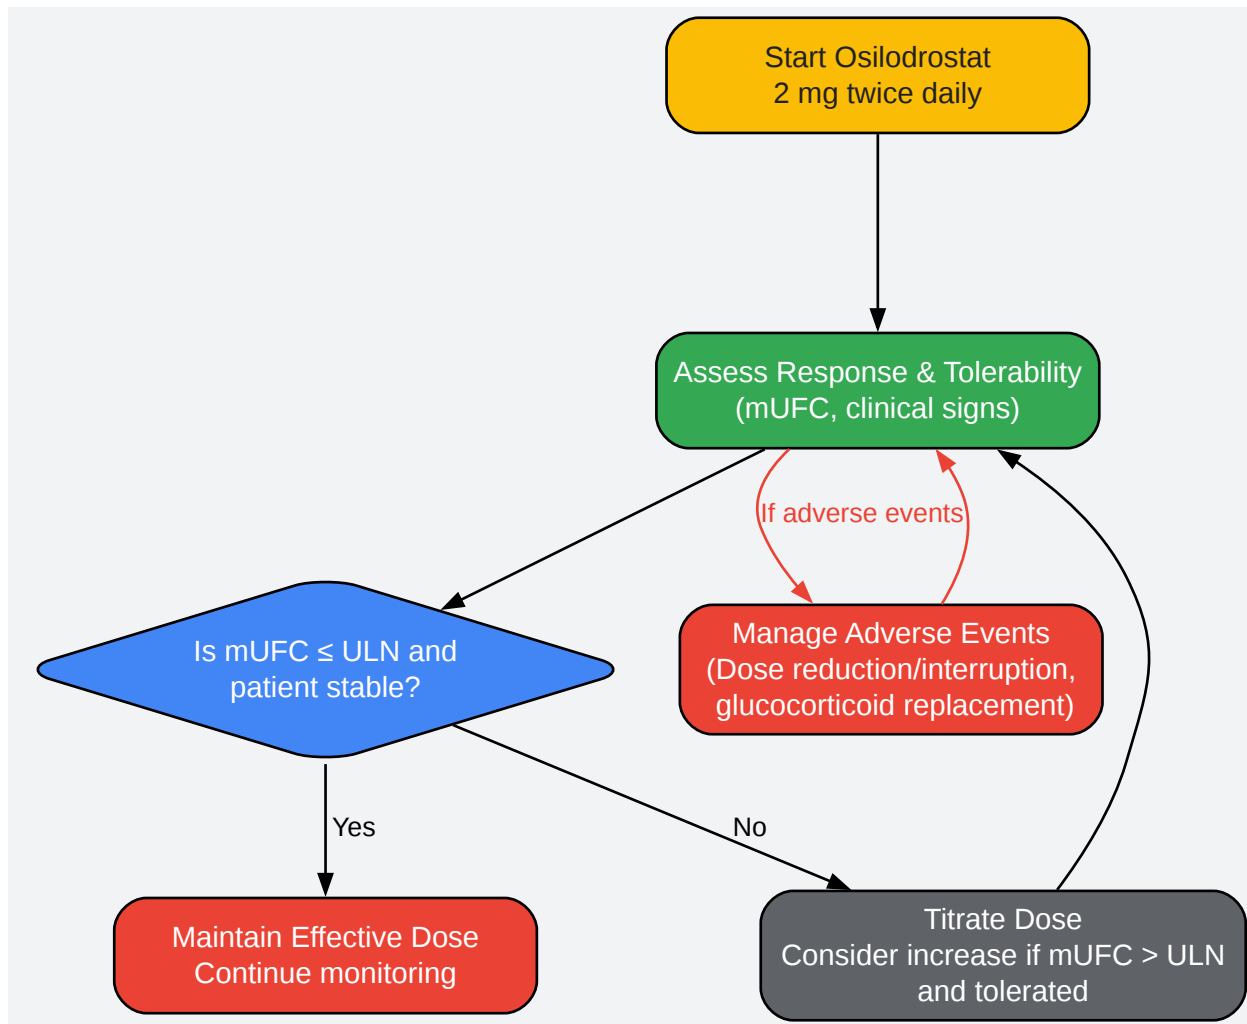 Start Osilodrostat
2 mg twice daily
Assess Response & Tolerability
(mUFC, clinical signs)
If adverse events
Manage Adverse Events
(Dose reduction/interruption,
glucocorticoid replacement)
Is mUFC ≤ ULN and
patient stable?
Yes
No
Maintain Effective Dose
Continue monitoring
Titrate Dose
Consider increase if mUFC > ULN
and tolerated